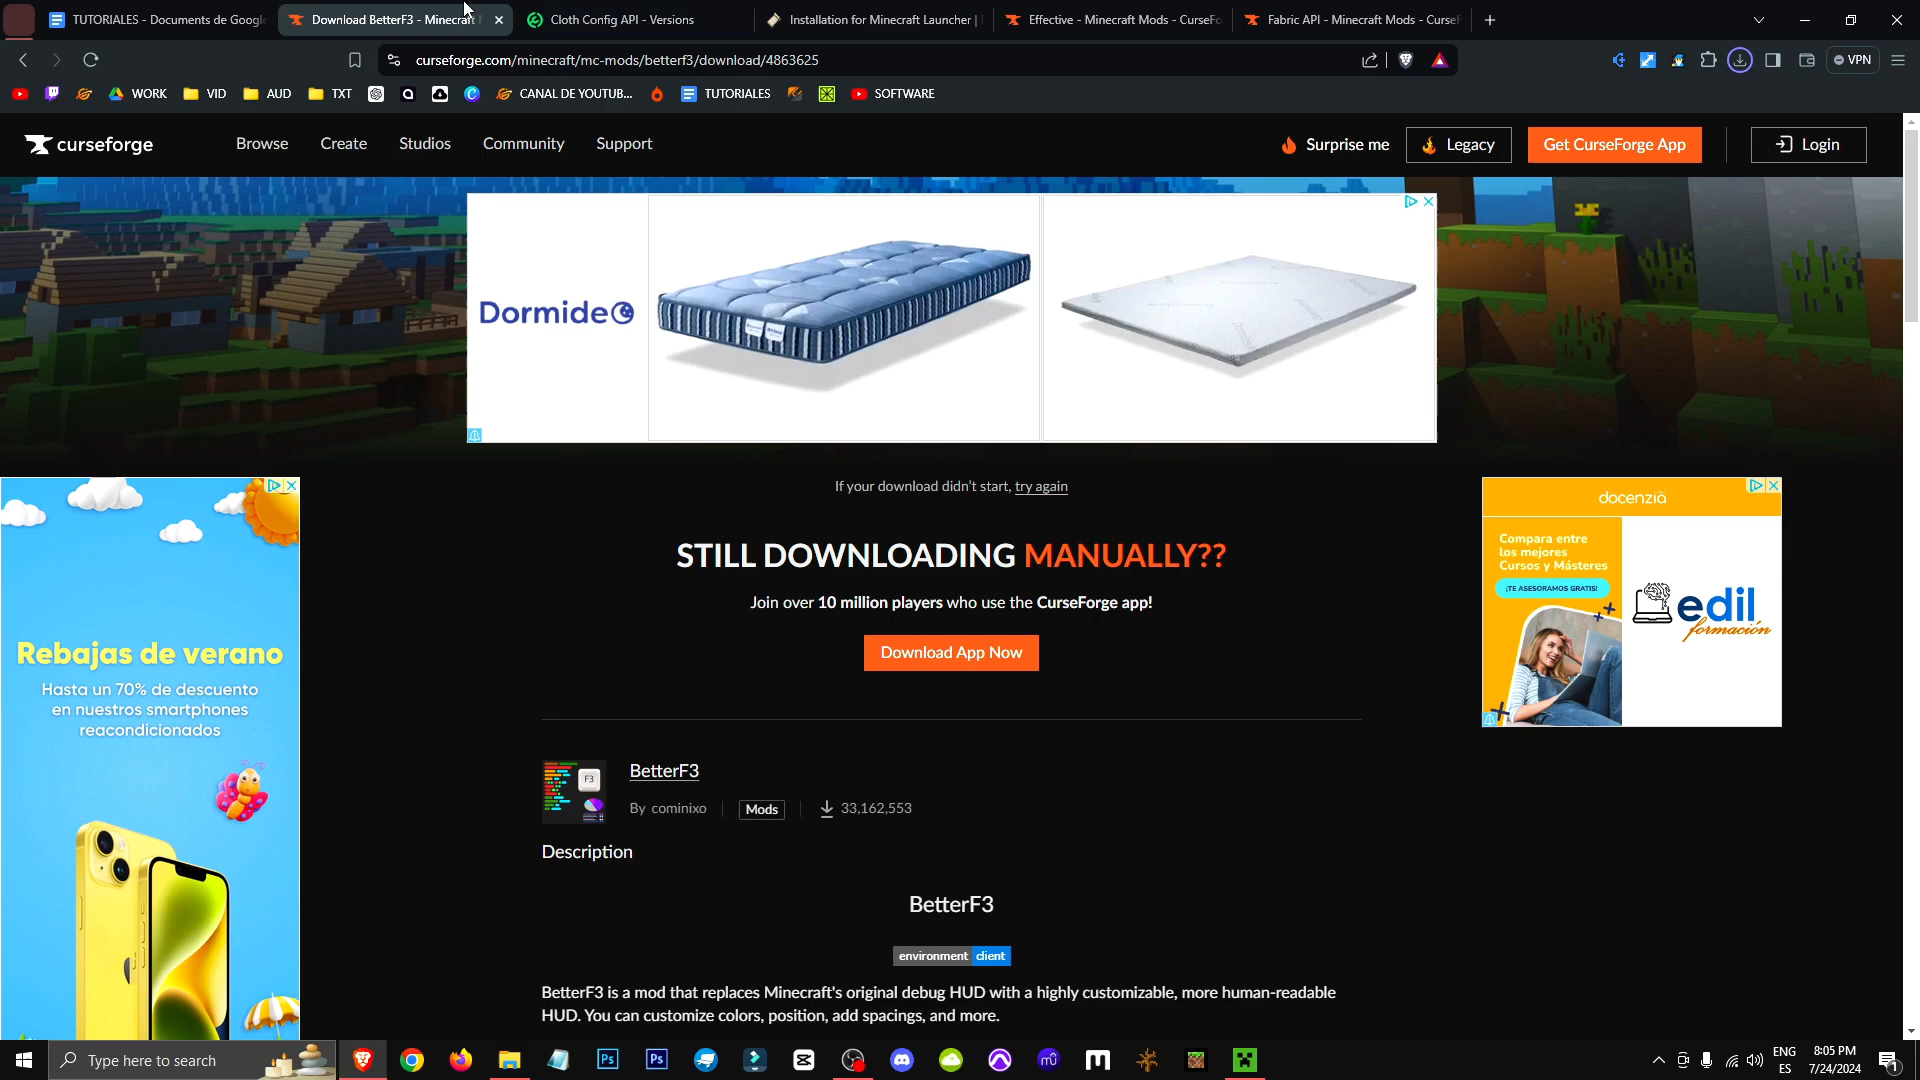 TUTORIALES - Documentos de Google
Download BetterF3 - Minecraft
Cloth Config API - Versions
Installation for Minecraft Launcher |
Effective - Minecraft Mods - CurseFo
Fabric API - Minecraft Mods - CurseF
curseforge.com/minecraft/mc-mods/betterf3/download/4863625
VPN
WORK
VID
AUD
TXT
CANAL DE YOUTUB...
TUTORIALES
SOFTWARE
curseforge
Browse
Create
Studios
Community
Support
Surprise me
Legacy
Get CurseForge App
Login
Dormideo
If your download didn't start, try again
STILL DOWNLOADING MANUALLY??
Join over 10 million players who use the CurseForge app!
Download App Now
Rebajas de verano
Hasta un 70% de descuento
en nuestros smartphones
reacondicionados
docenzia
Compara entre
los mejores
Cursos y Másteres
¡TE ASESORAMOS GRATIS!
edil
formación
F3
BetterF3
By cominixo
Mods
33,162,553
Description
BetterF3
environment client
BetterF3 is a mod that replaces Minecraft's original debug HUD with a highly customizable, more human-readable
HUD. You can customize colors, position, add spacings, and more.
Type here to search
Ps
Ps
ENG
ES
8:05 PM
7/24/2024
1